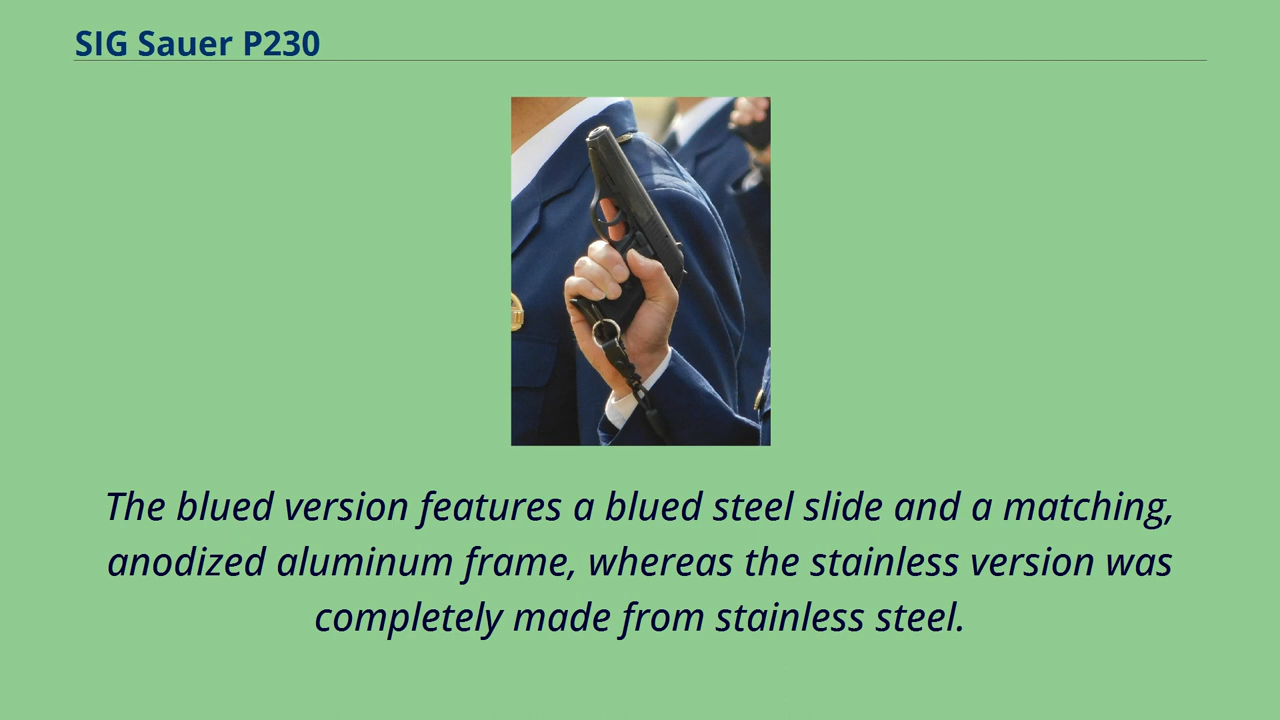 SIG Sauer P230
The blued version features a blued steel slide and a matching,
anodized aluminum frame, whereas the stainless version was
completely made from stainless steel.